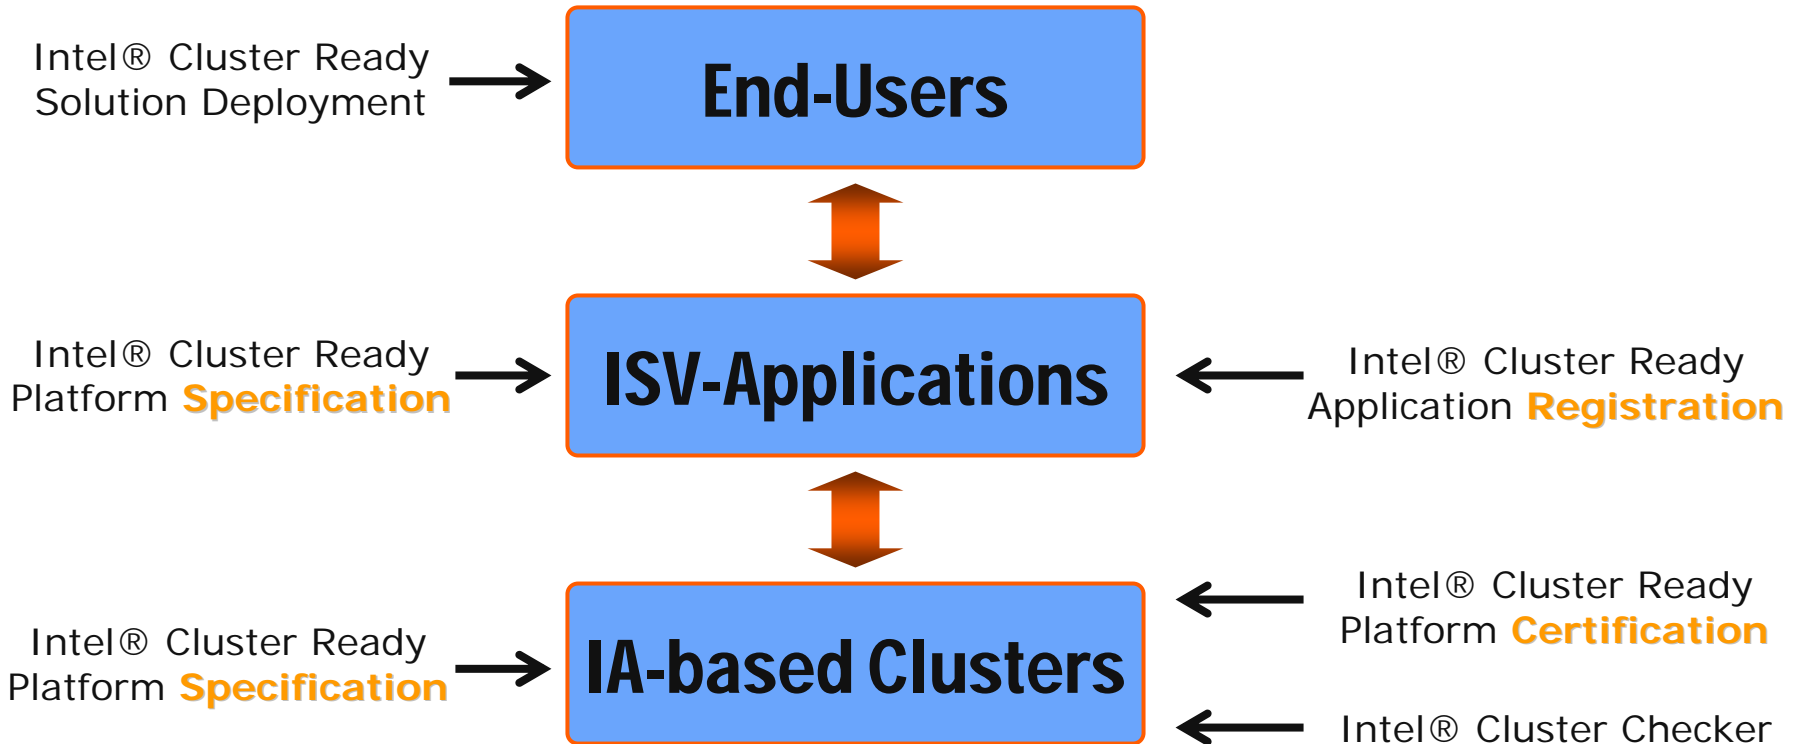 Intel® Cluster Ready
Solution Deployment
End-Users
Intel® Cluster Ready
Platform Specification
ISV-Applications
Intel® Cluster Ready
Application Registration
Intel® Cluster Ready
Platform Specification
IA-based Clusters
Intel® Cluster Ready
Platform Certification
Intel® Cluster Checker